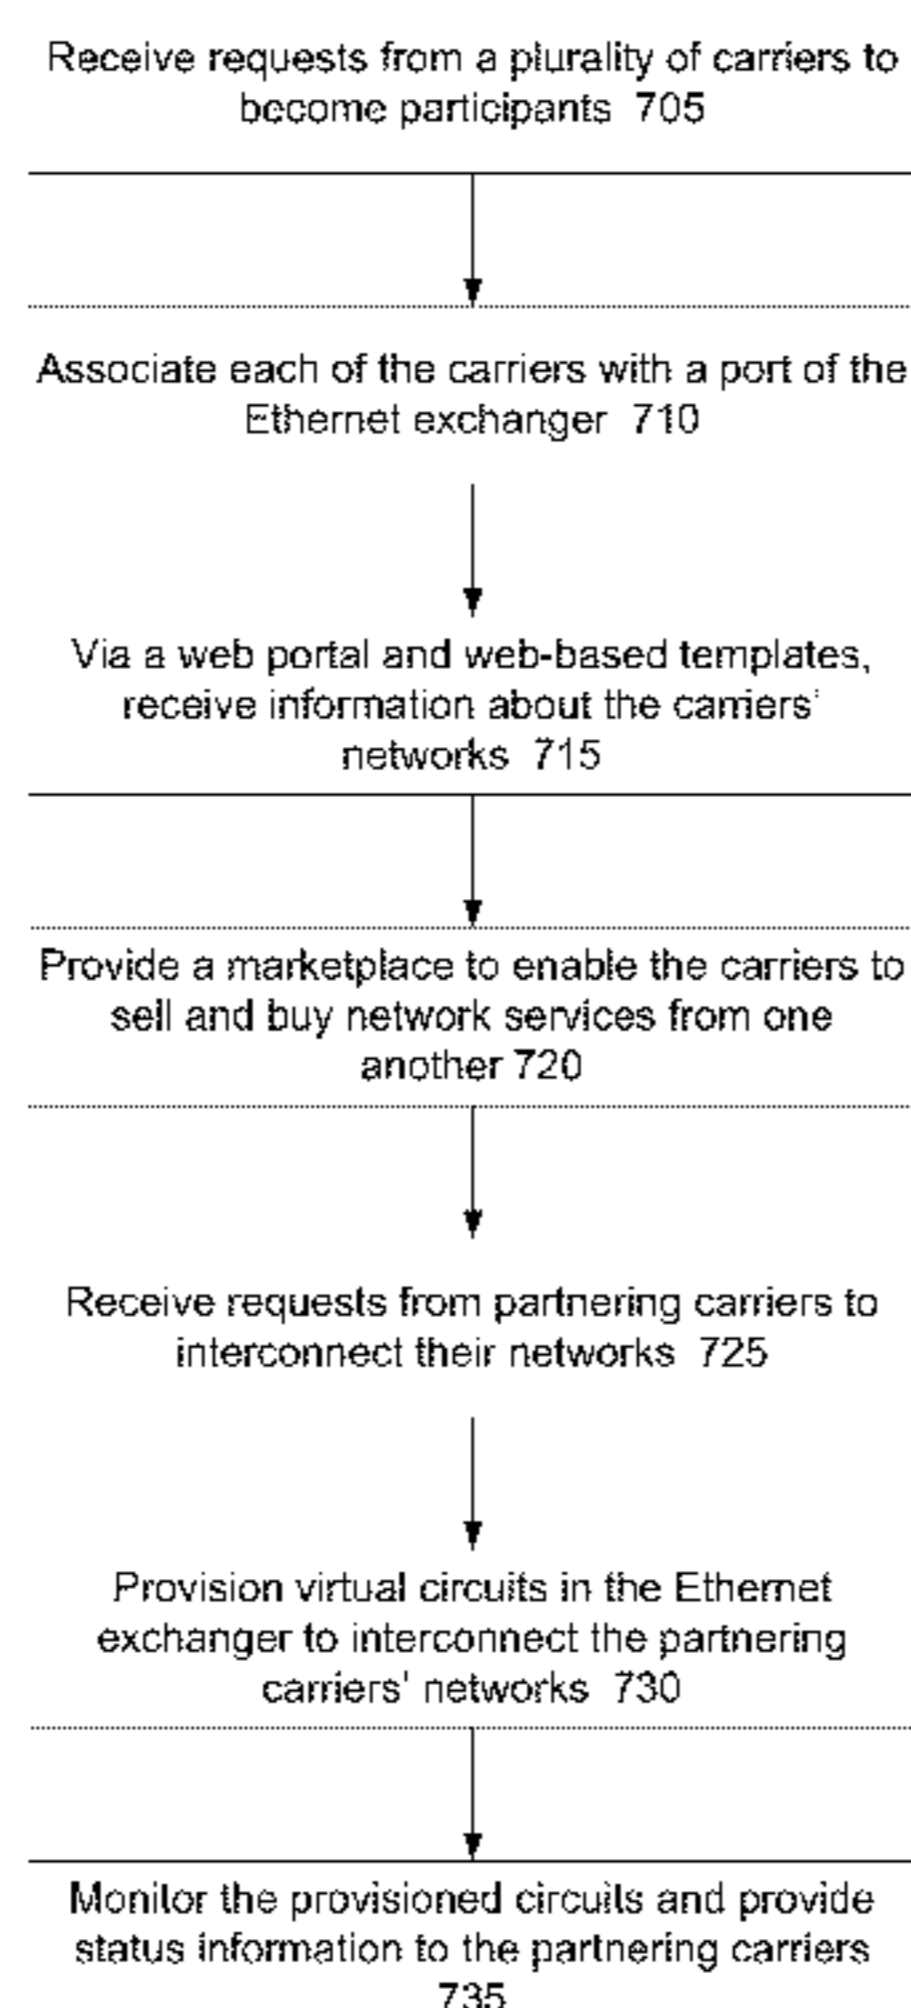 Receive requests from a plurality of carriers to
become participants 705
Associate each of the carriers with a port of the
Ethernet exchanger 710
Via a web portal and web-based templates,
receive information about the carriers'
networks 715
Provide a marketplace to enable the carriers to
sell and buy network services from one
another 720
Receive requests from partnering carriers to
interconnect their networks 725
Provision virtual circuits in the Ethernet
exchanger to interconnect the partnering
carriers' networks 730
Monitor the provisioned circuits and provide
status information to the partnering carriers
735